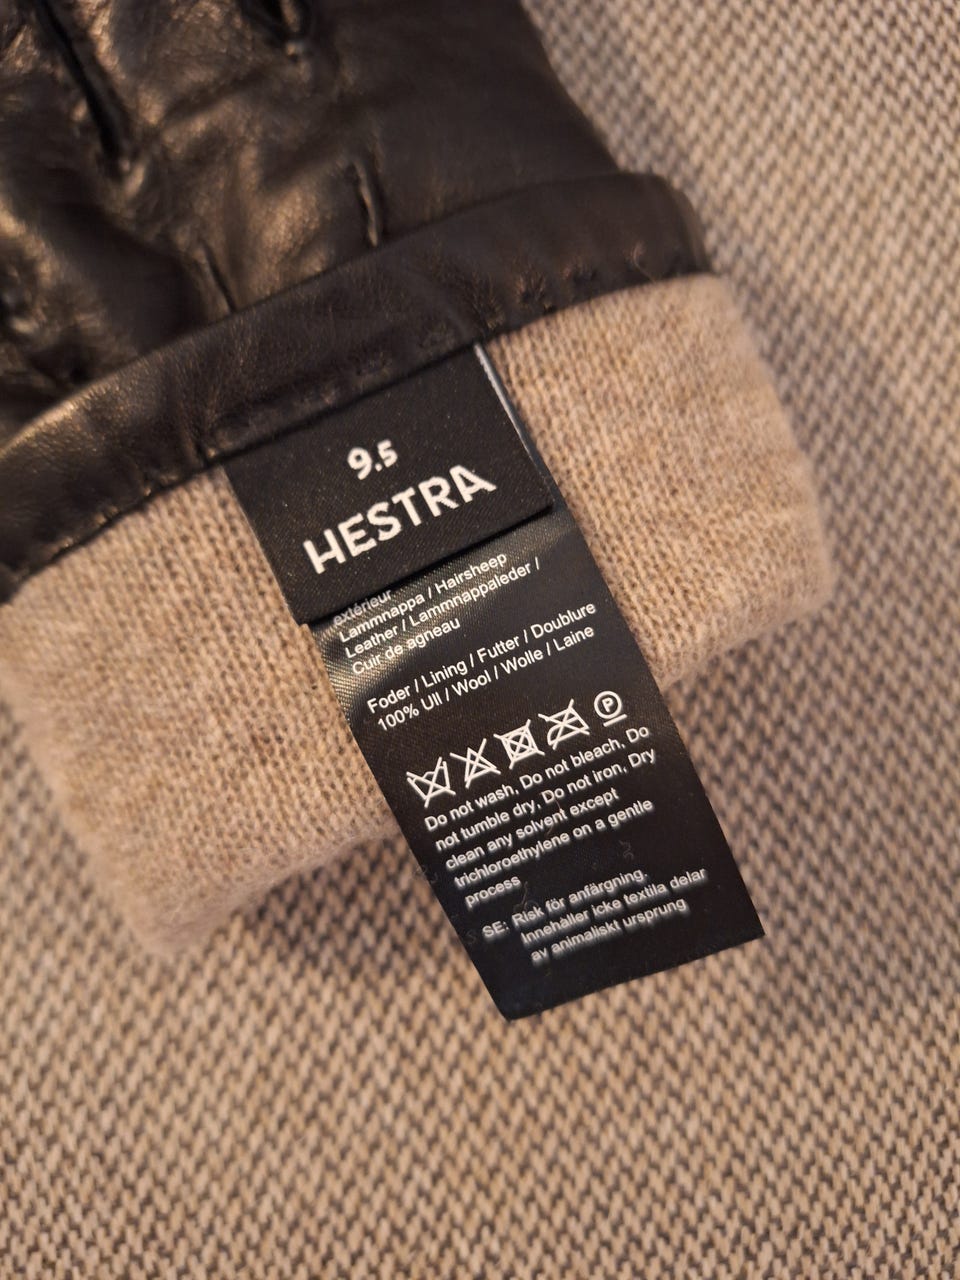 9.5
HESTRA
extérieur
Lammnappa / Hairsheep
Leather / Lammnappaleder /
Cuir de agneau
Foder / Lining / Futter / Doublure
100% Ull / Wool / Wolle / Laine
P
Do not wash, Do not bleach, Do
not tumble dry, Do not iron, Dry
clean any solvent except
trichloroethylene on a gentle
process
SE: Risk för anfärgning.
Innehåller icke textila delar
av animaliskt ursprung